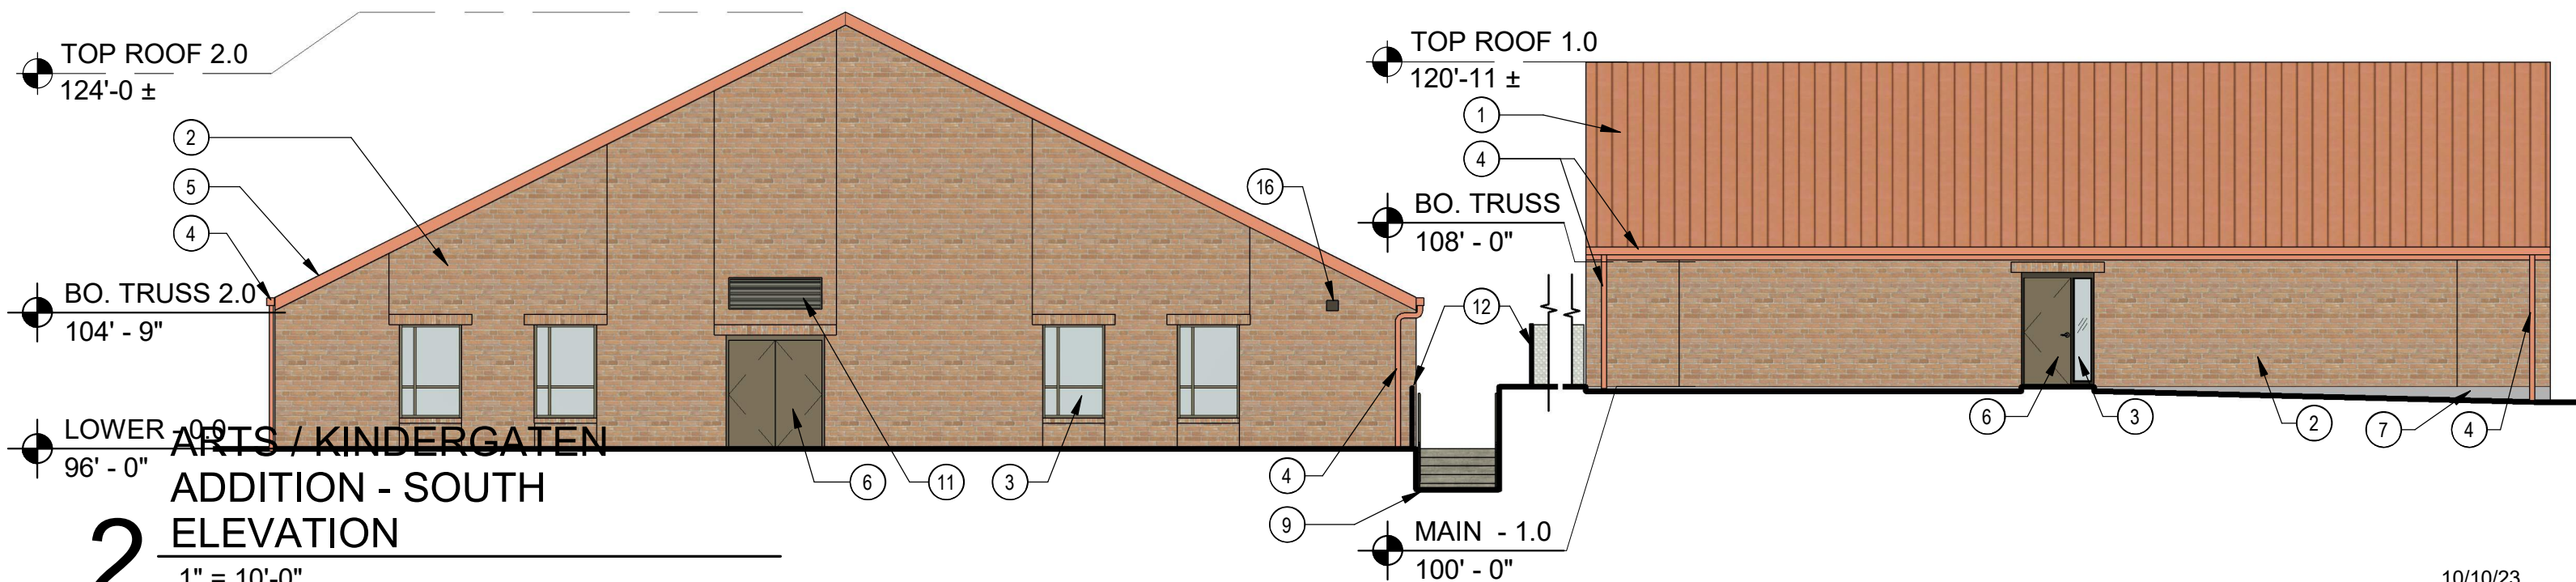 TOP ROOF 2.0
124'-0 ±
2
5
4
BO. TRUSS 2.0
104' - 9"
LOWER - 0.0
96' - 0"
16
6
11
3
4
9
12
TOP ROOF 1.0
120'-11 ±
1
4
BO. TRUSS
108' - 0"
MAIN - 1.0
100' - 0"
6
3
2
7
4
2
ARTS / KINDERGATEN
ADDITION - SOUTH
ELEVATION
1" = 10'-0"
10/10/23